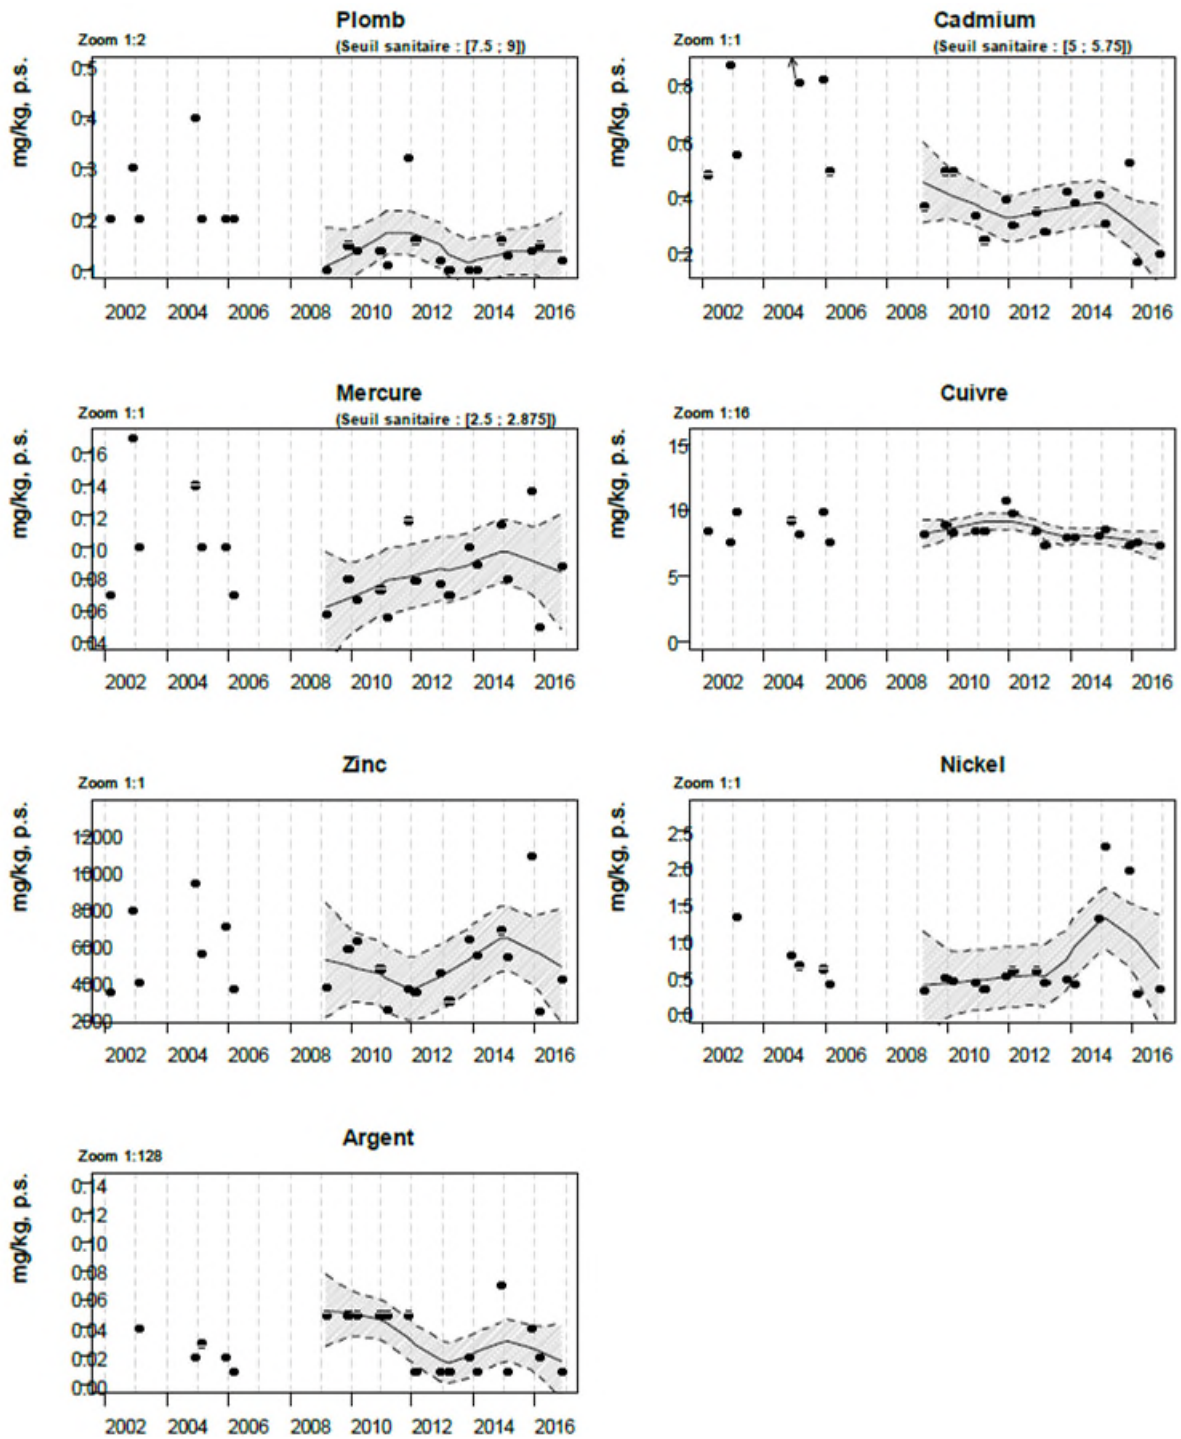 Plomb
Zoom 1:2
(Seuil sanitaire : [7.5 ; 9])
mg/kg, p.s.
0.5
0.4
0.3
0.2
0.1
2002 2004 2006 2008 2010 2012 2014 2016
Cadmium
Zoom 1:1
(Seuil sanitaire : [5 ; 5.75])
mg/kg, p.s.
0.8
0.6
0.4
0.2
2002 2004 2006 2008 2010 2012 2014 2016
Mercure
Zoom 1:1
(Seuil sanitaire : [2.5 ; 2.875])
mg/kg, p.s.
0.16
0.14
0.12
0.10
0.08
0.06
0.04
2002 2004 2006 2008 2010 2012 2014 2016
Cuivre
Zoom 1:16
mg/kg, p.s.
15
10
5
0
2002 2004 2006 2008 2010 2012 2014 2016
Zinc
Zoom 1:1
mg/kg, p.s.
12000
10000
8000
6000
4000
2000
2002 2004 2006 2008 2010 2012 2014 2016
Nickel
Zoom 1:1
mg/kg, p.s.
2.5
2.0
1.5
1.0
0.5
0.0
2002 2004 2006 2008 2010 2012 2014 2016
Argent
Zoom 1:128
mg/kg, p.s.
0.14
0.12
0.10
0.08
0.06
0.04
0.02
0.00
2002 2004 2006 2008 2010 2012 2014 2016